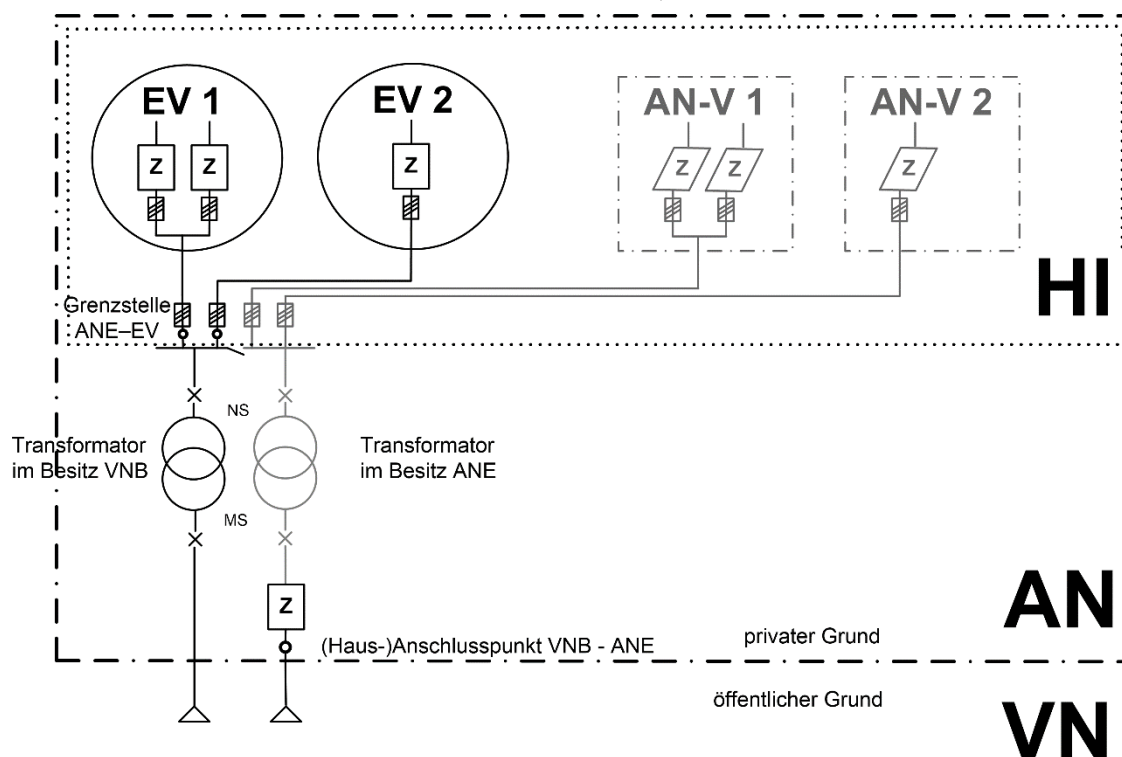 EV 1
EV 2
AN-V 1
AN-V 2
Z
Z
Z
Z
Z
Z
HI
Grenzstelle
ANE–EV
NS
Transformator
im Besitz VNB
Transformator
im Besitz ANE
MS
Z
AN
(Haus-)Anschlusspunkt VNB - ANE
privater Grund
öffentlicher Grund
VN